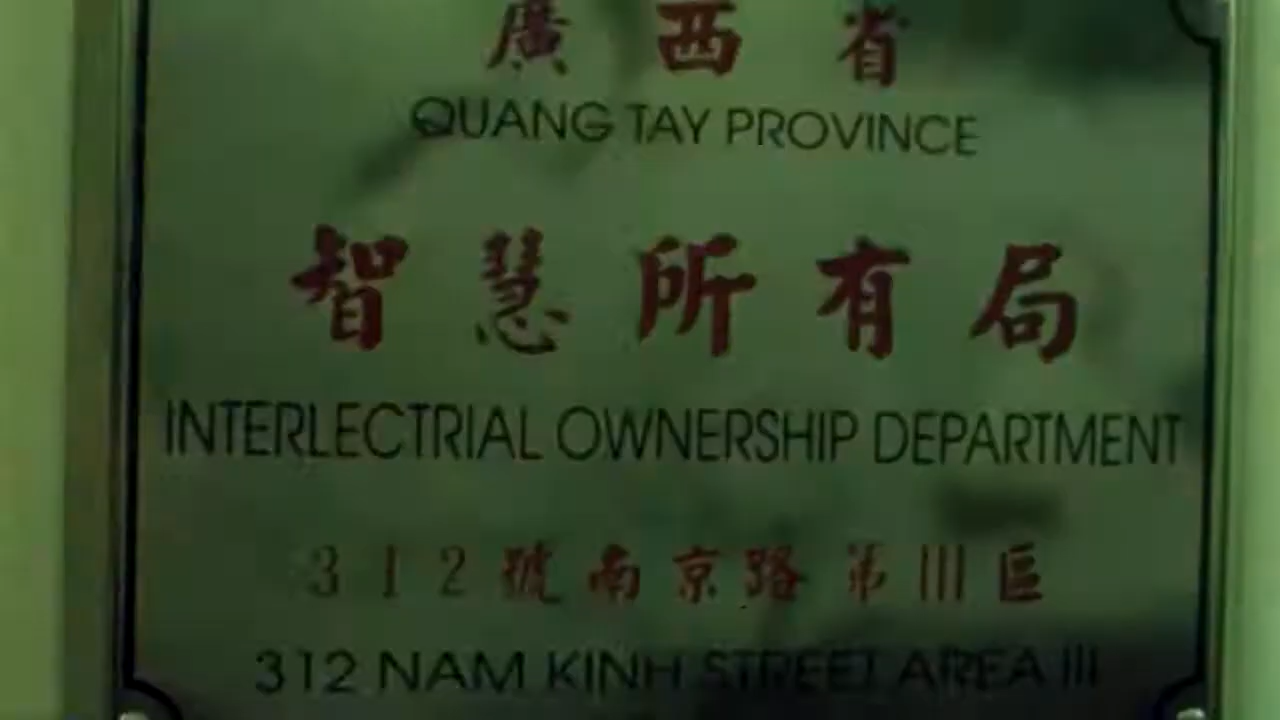 廣西省
QUANG TAY PROVINCE
智慧所有局
INTERLECTRIAL OWNERSHIP DEPARTMENT
312號南京路第III區
312 NAM KINH STREET AREA III